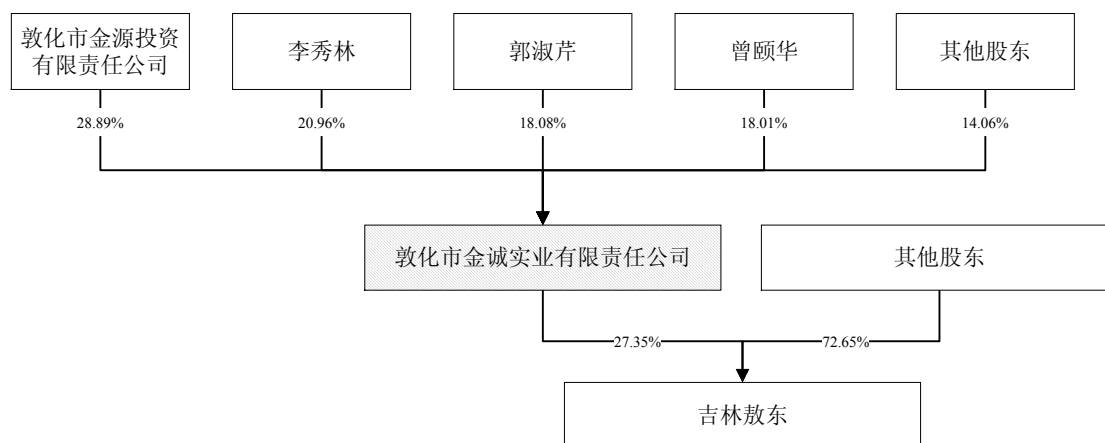 敦化市金源投资
有限责任公司
李秀林
郭淑芹
曾颐华
其他股东
28.89%
20.96%
18.08%
18.01%
14.06%
敦化市金诚实业有限责任公司
其他股东
27.35%
72.65%
吉林敖东